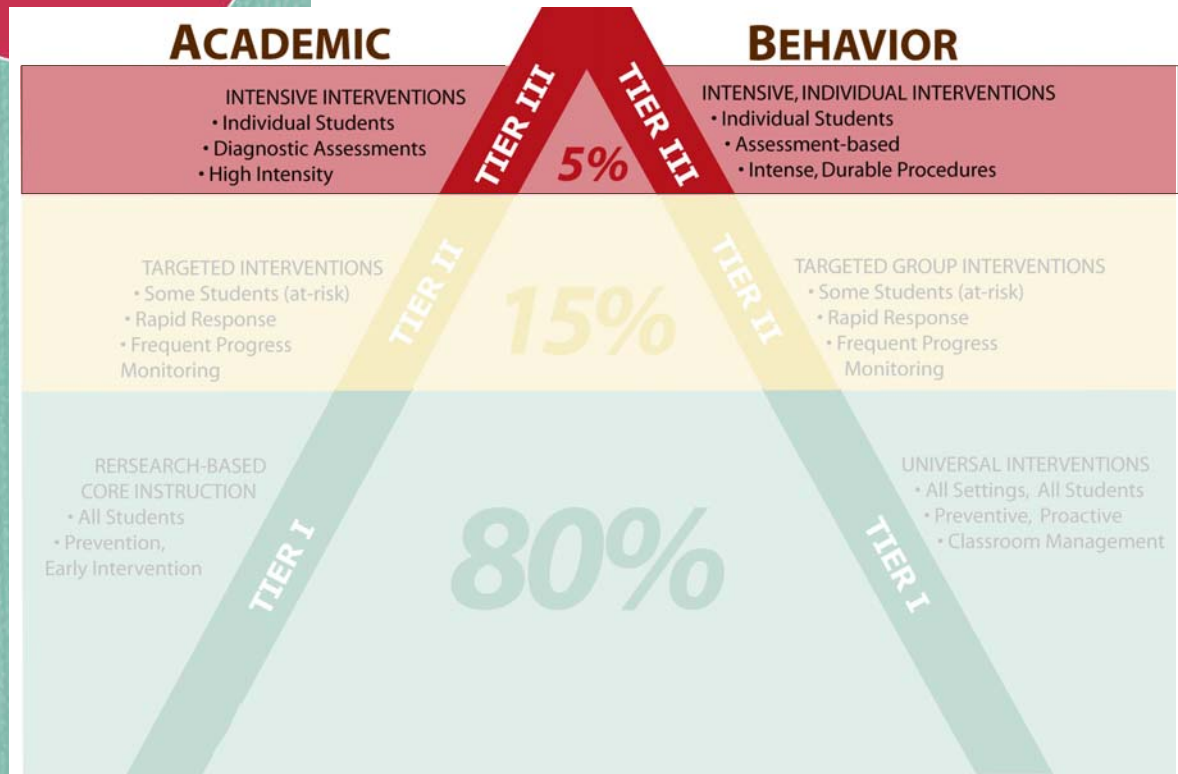 ACADEMIC
BEHAVIOR
INTENSIVE INTERVENTIONS
• Individual Students
• Diagnostic Assessments
• High Intensity
TIER III
5%
TIER III
INTENSIVE, INDIVIDUAL INTERVENTIONS
• Individual Students
• Assessment-based
• Intense, Durable Procedures
TARGETED INTERVENTIONS
• Some Students (at-risk)
• Rapid Response
• Frequent Progress
Monitoring
TIER II
15%
TIER II
TARGETED GROUP INTERVENTIONS
• Some Students (at-risk)
• Rapid Response
• Frequent Progress
Monitoring
RERSEARCH-BASED
CORE INSTRUCTION
• All Students
• Prevention,
Early Intervention
TIER I
80%
TIER I
UNIVERSAL INTERVENTIONS
• All Settings, All Students
• Preventive, Proactive
• Classroom Management